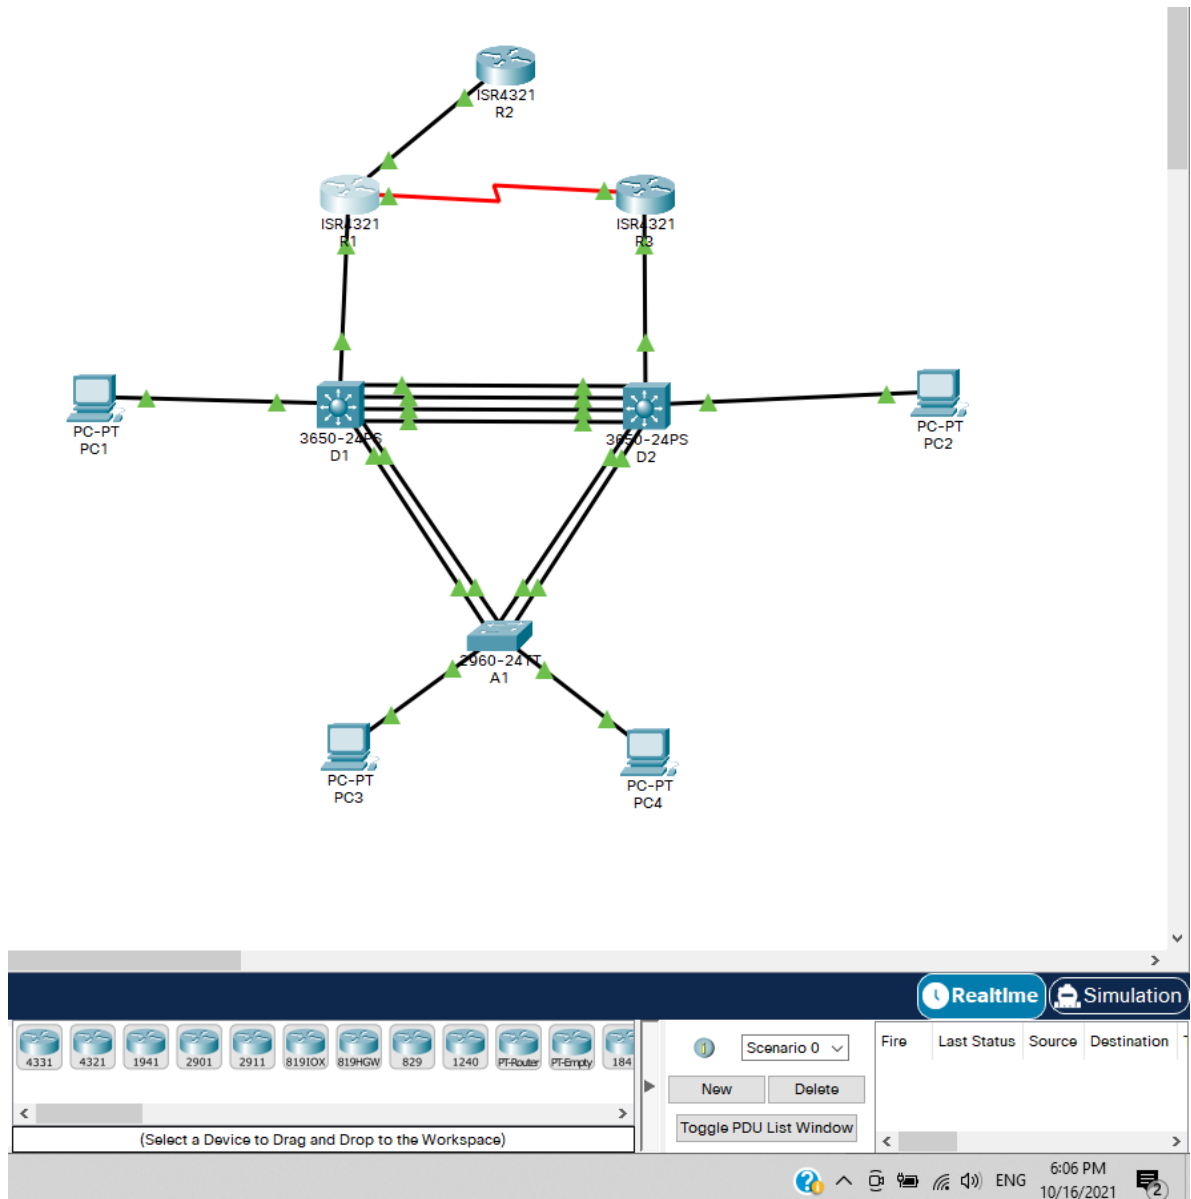 ISR4321
R2
ISR4321
R1
ISR4321
R3
PC-PT
PC1
3650-24PS
D1
3650-24PS
D2
PC-PT
PC2
2960-24TT
A1
PC-PT
PC3
PC-PT
PC4
Realtime
Simulation
4331
4321
1941
2901
2911
819IOX
819HGW
829
1240
PT-Router
PT-Empty
184
(Select a Device to Drag and Drop to the Workspace)
Scenario 0
New
Delete
Toggle PDU List Window
Fire
Last Status
Source
Destination
ENG
6:06 PM
10/16/2021
2